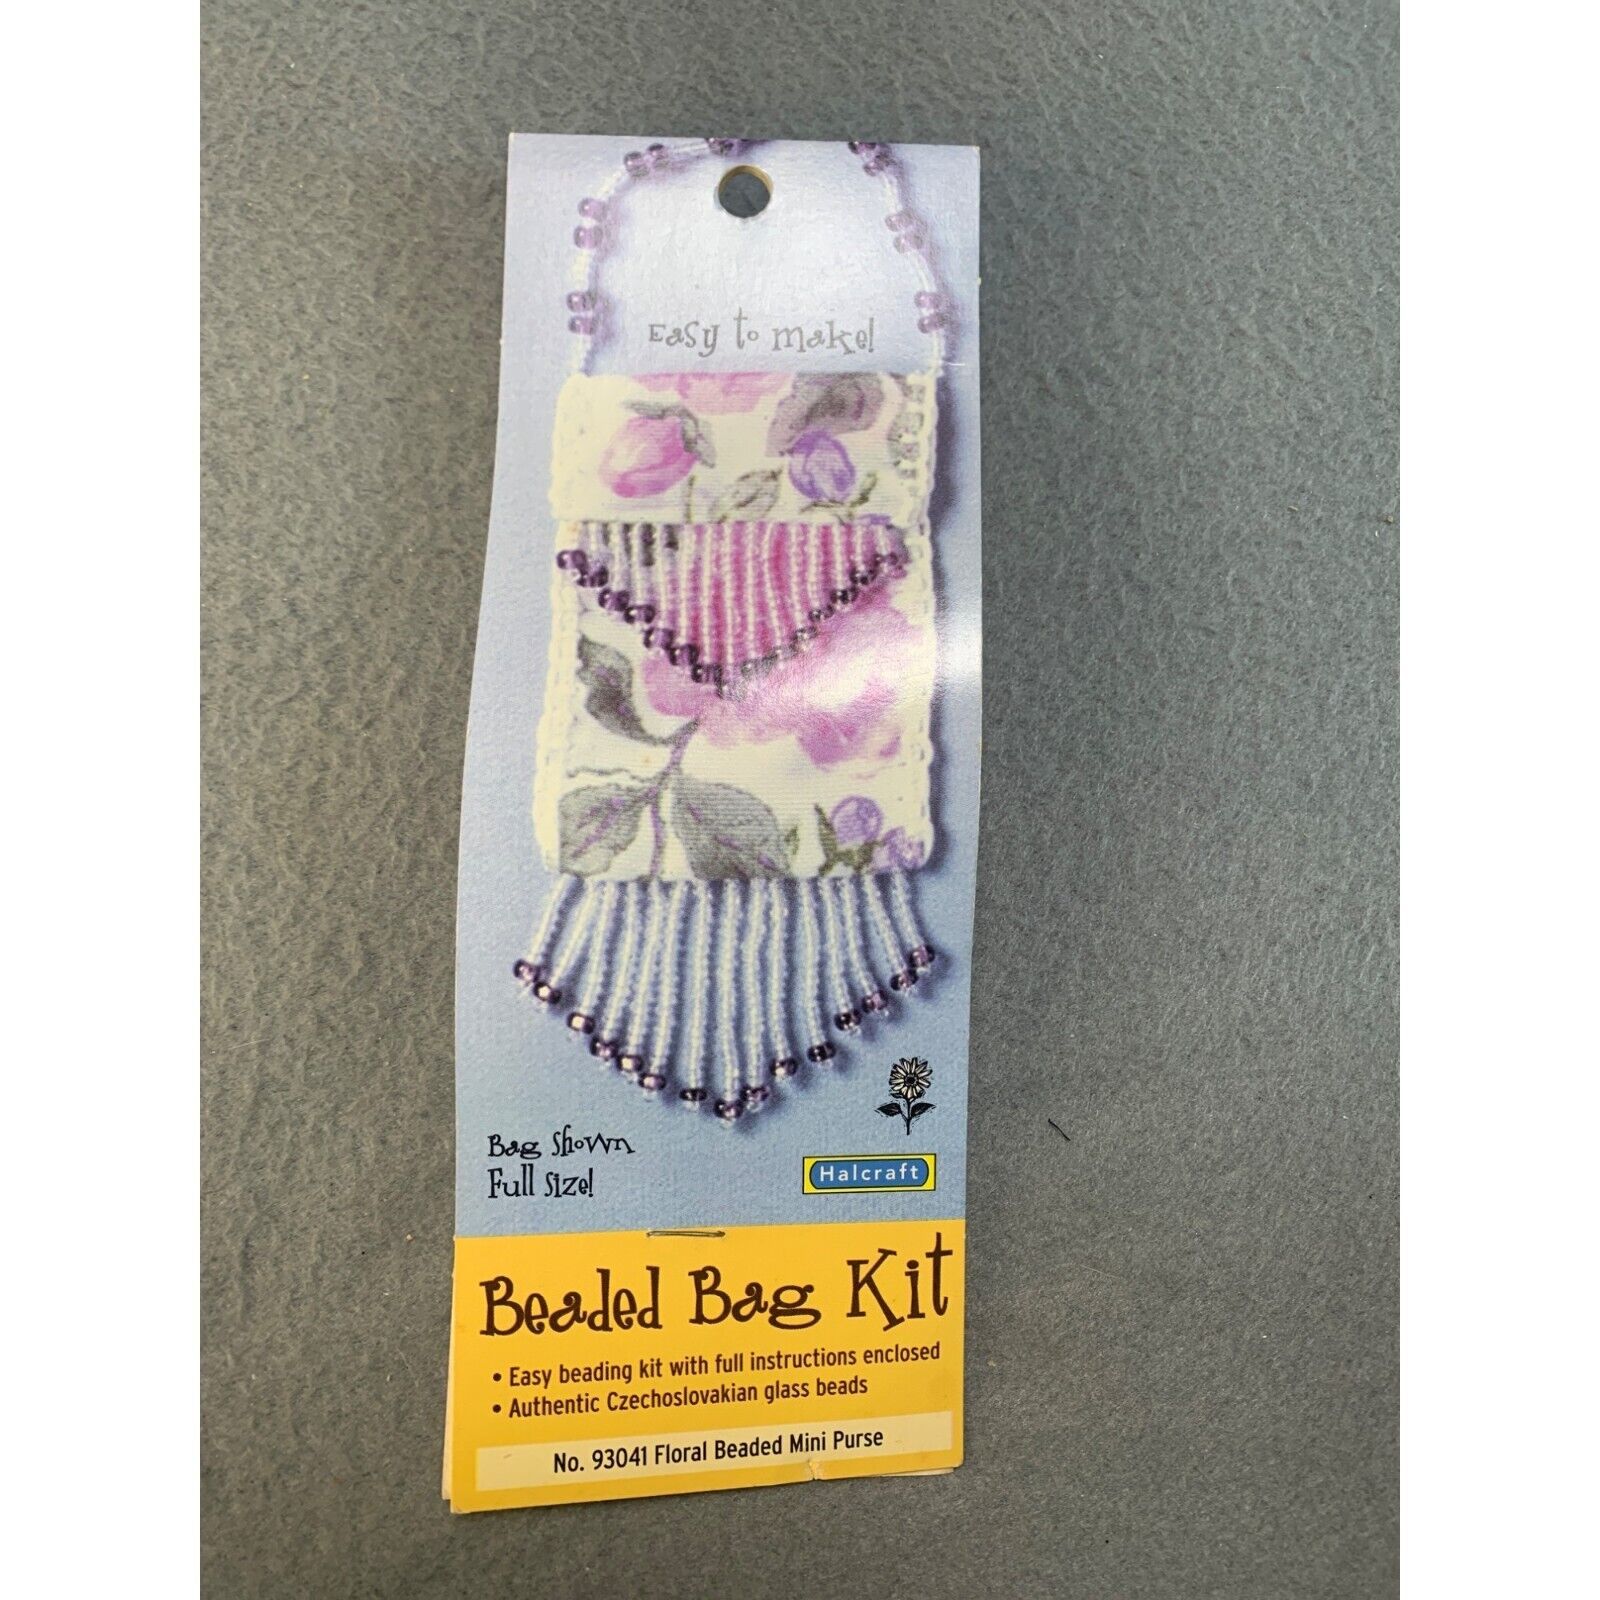 Easy to make!
Bag Shown
Full Size!
Halcraft
Beaded Bag Kit
• Easy beading kit with full instructions enclosed
• Authentic Czechoslovakian glass beads
No. 93041 Floral Beaded Mini Purse